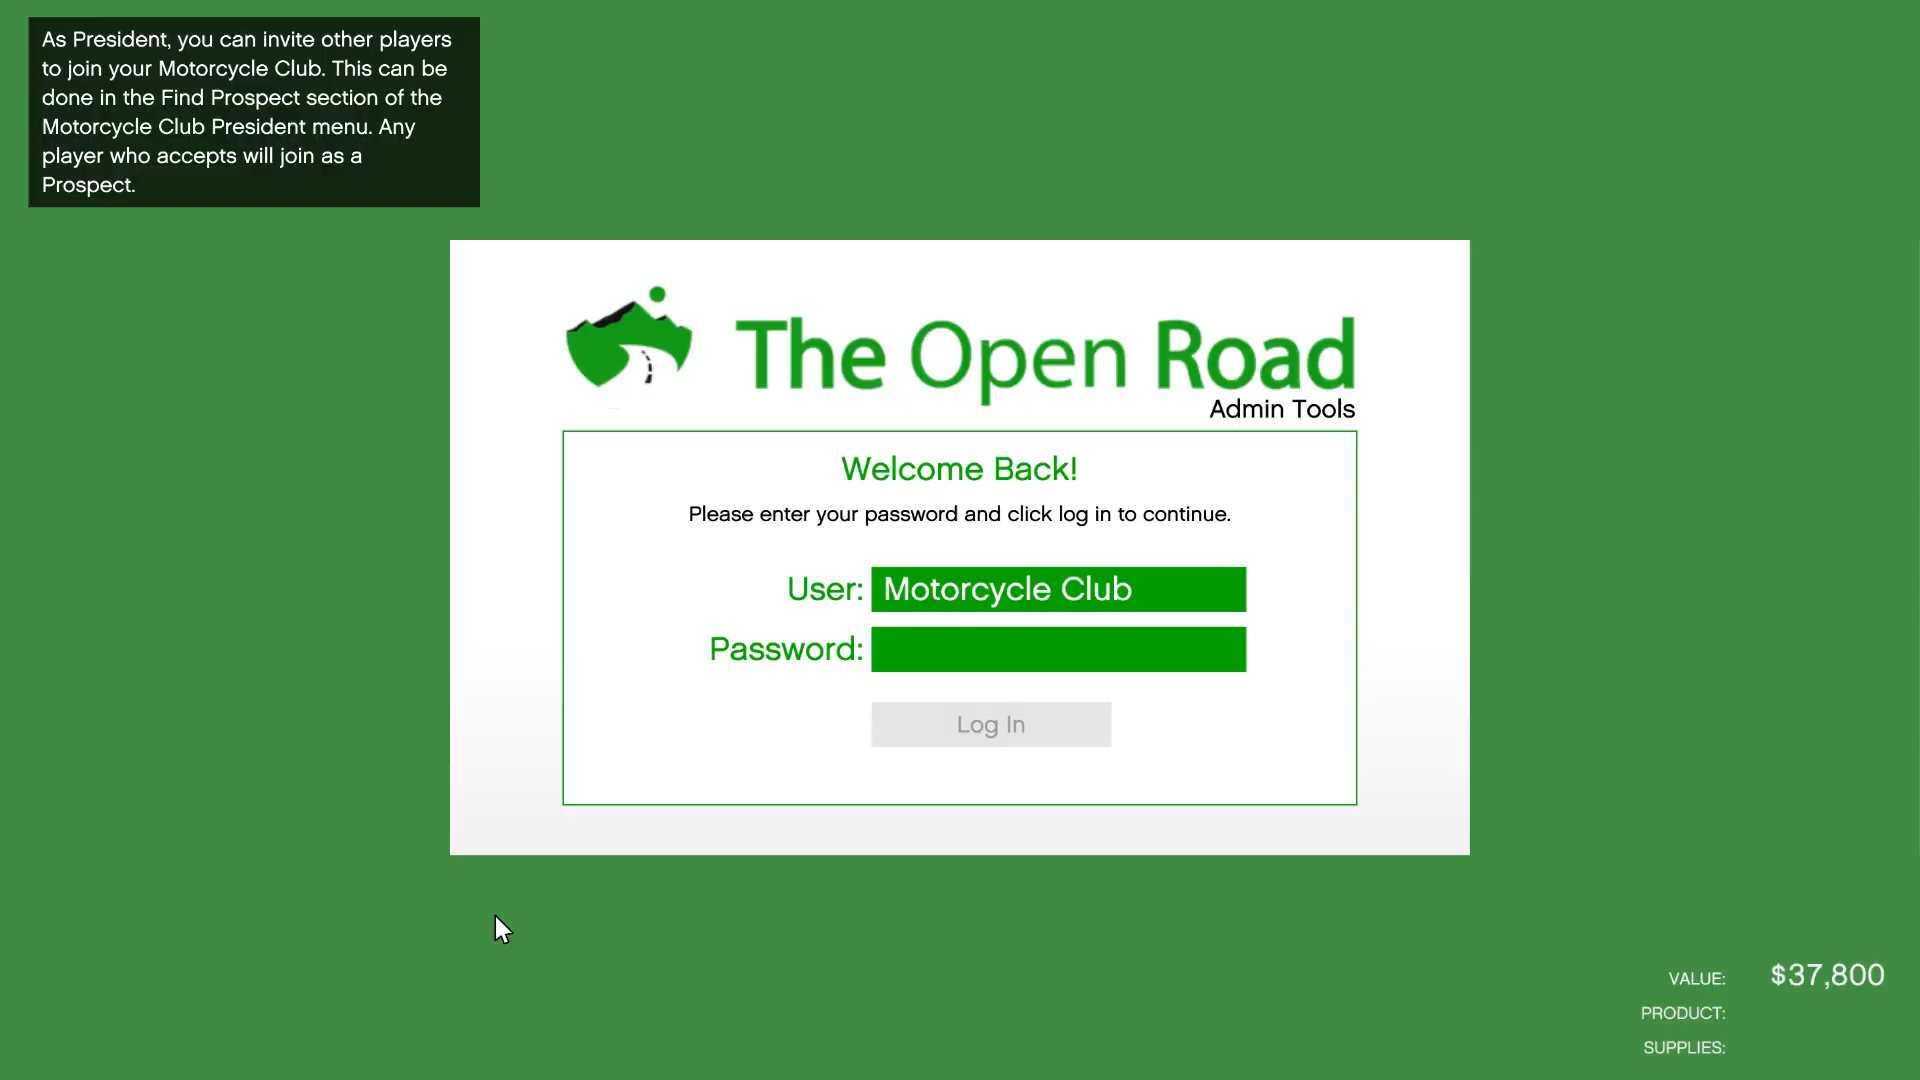 As President, you can invite other players
to join your Motorcycle Club. This can be
done in the Find Prospect section of the
Motorcycle Club President menu. Any
player who accepts will join as a
Prospect.
The Open Road
Admin Tools
Welcome Back!
Please enter your password and click log in to continue.
User: Motorcycle Club
Password:
Log In
VALUE: $37,800
PRODUCT:
SUPPLIES: